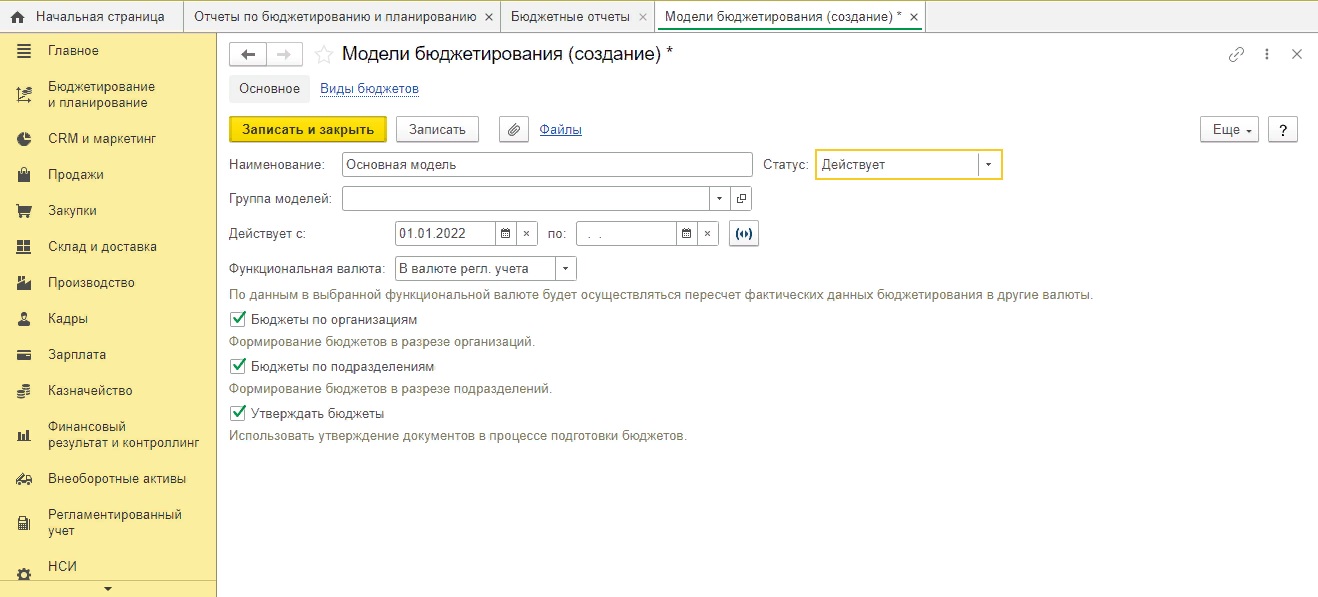 Начальная страница
Отчеты по бюджетированию и планированию ×
Бюджетные отчеты ×
Модели бюджетирования (создание) * ×
Главное
Бюджетирование
и планирование
CRM и маркетинг
Продажи
Закупки
Склад и доставка
Производство
Кадры
Зарплата
Казначейство
Финансовый
результат и контроллинг
Внеоборотные активы
Регламентированный
учет
НСИ
Модели бюджетирования (создание) *
Основное Виды бюджетов
Записать и закрыть Записать Файлы Еще ?
Наименование: Основная модель Статус: Действует
Группа моделей:
Действует с: 01.01.2022 × по: . . ×
Функциональная валюта: В валюте регл. учета
По данным в выбранной функциональной валюте будет осуществляться пересчет фактических данных бюджетирования в другие валюты.
Бюджеты по организациям
Формирование бюджетов в разрезе организаций.
Бюджеты по подразделениям
Формирование бюджетов в разрезе подразделений.
Утверждать бюджеты
Использовать утверждение документов в процессе подготовки бюджетов.